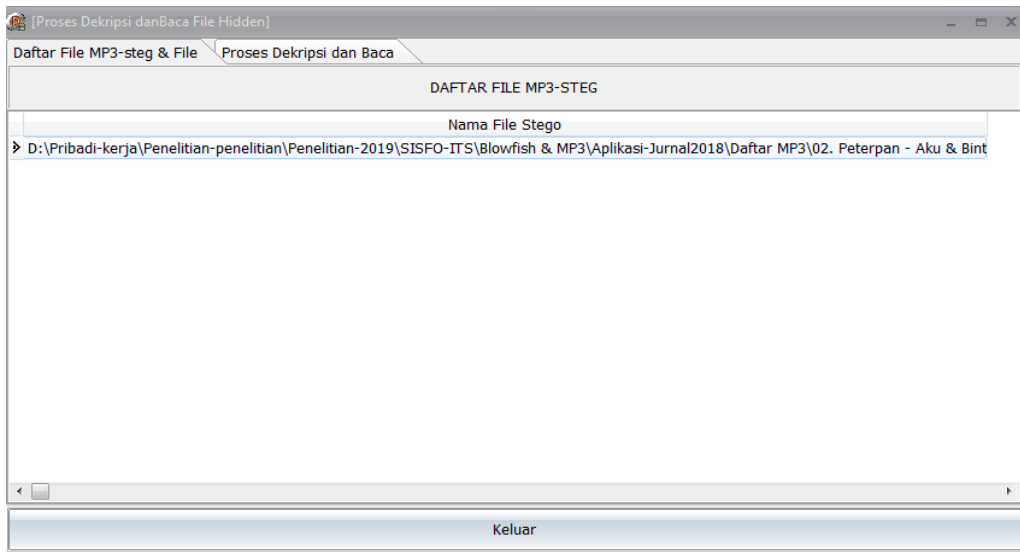 [Proses Dekripsi danBaca File Hidden]
Daftar File MP3-steg & File Proses Dekripsi dan Baca
DAFTAR FILE MP3-STEG
Nama File Stego
D:\Pribadi-kerja\Penelitian-penelitian\Penelitian-2019\SISFO-ITS\Blowfish & MP3\Aplikasi-Jurnal2018\Daftar MP3\02. Peterpan - Aku & Bint
Keluar